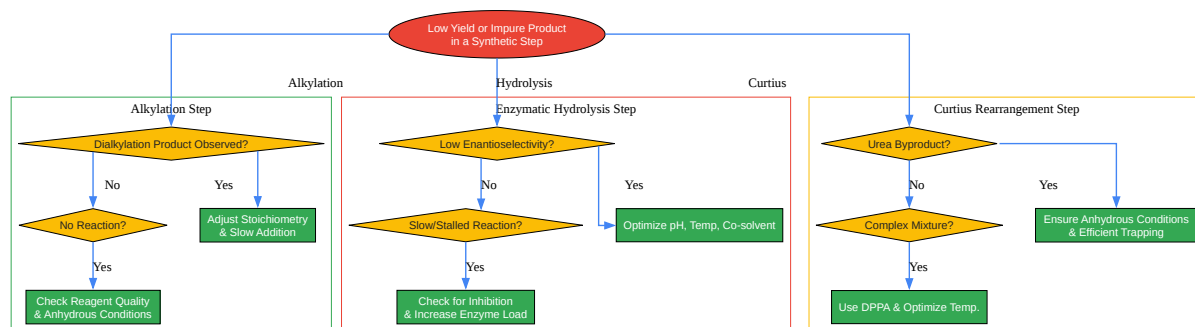 Low Yield or Impure Product
in a Synthetic Step
Alkylation
Hydrolysis
Curtius
Alkylation Step
Dialkylation Product Observed?
No
Yes
No Reaction?
Adjust Stoichiometry
& Slow Addition
Yes
Check Reagent Quality
& Anhydrous Conditions
Enzymatic Hydrolysis Step
Low Enantioselectivity?
No
Yes
Slow/Stalled Reaction?
Optimize pH, Temp, Co-solvent
Yes
Check for Inhibition
& Increase Enzyme Load
Curtius Rearrangement Step
Urea Byproduct?
No
Yes
Complex Mixture?
Ensure Anhydrous Conditions
& Efficient Trapping
Yes
Use DPPA & Optimize Temp.